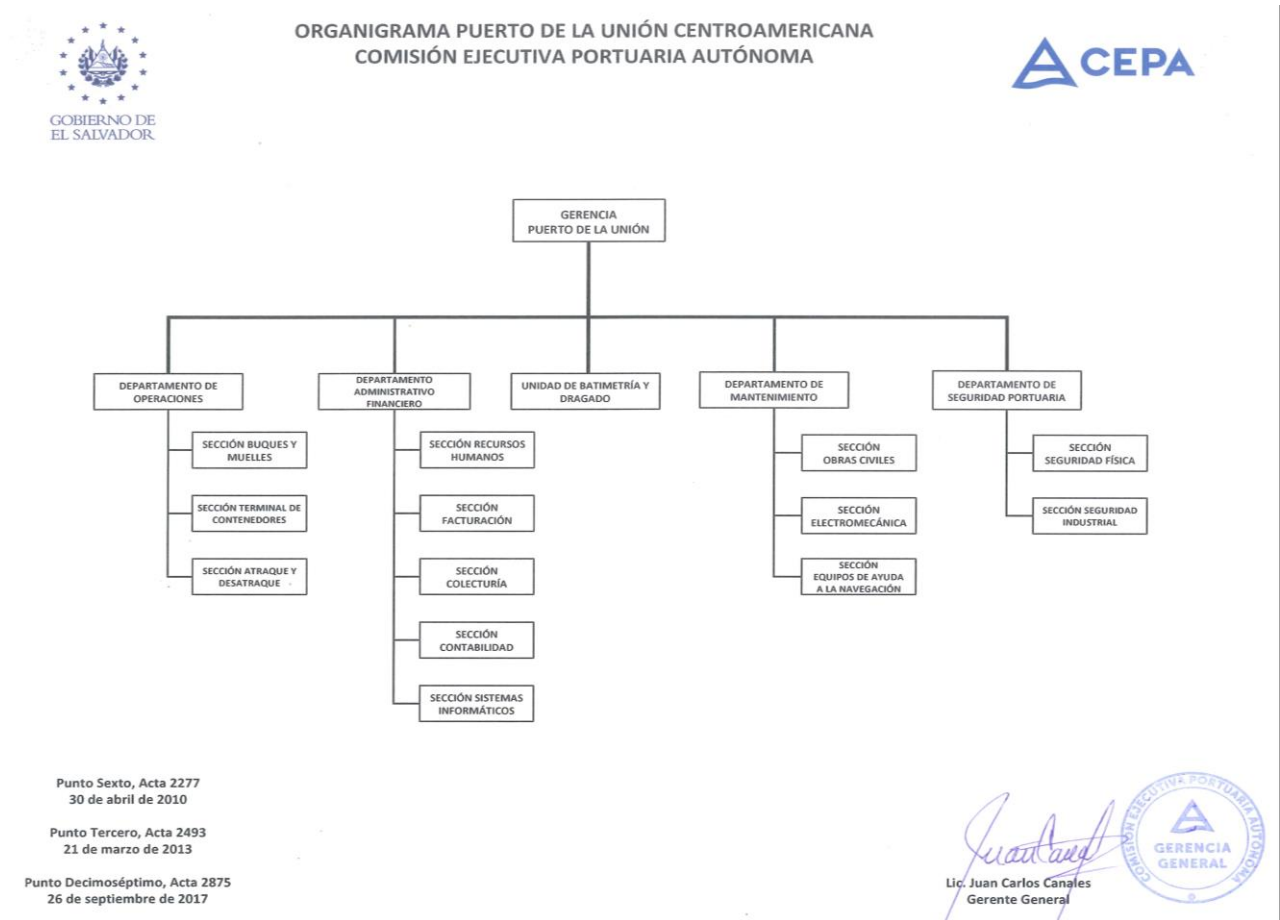 ORGANIGRAMA PUERTO DE LA UNIÓN CENTROAMERICANA
COMISIÓN EJECUTIVA PORTUARIA AUTÓNOMA
GOBIERNO DE
EL SALVADOR
CEPA
GERENCIA
PUERTO DE LA UNIÓN
DEPARTAMENTO DE
OPERACIONES
SECCIÓN BUQUES Y
MUELLES
SECCIÓN TERMINAL DE
CONTENEDORES
SECCIÓN ATRAQUE Y
DESATRAQUE
DEPARTAMENTO
ADMINISTRATIVO
FINANCIERO
SECCIÓN RECURSOS
HUMANOS
SECCIÓN
FACTURACIÓN
SECCIÓN
COLECTURÍA
SECCIÓN
CONTABILIDAD
SECCIÓN SISTEMAS
INFORMÁTICOS
UNIDAD DE BATIMETRÍA Y
DRAGADO
DEPARTAMENTO DE
MANTENIMIENTO
SECCIÓN
OBRAS CIVILES
SECCIÓN
ELECTROMECÁNICA
SECCIÓN
EQUIPOS DE AYUDA
A LA NAVEGACIÓN
DEPARTAMENTO DE
SEGURIDAD PORTUARIA
SECCIÓN
SEGURIDAD FÍSICA
SECCIÓN SEGURIDAD
INDUSTRIAL
Punto Sexto, Acta 2277
30 de abril de 2010
Punto Tercero, Acta 2493
21 de marzo de 2013
Punto Decimoséptimo, Acta 2875
26 de septiembre de 2017
Lic. Juan Carlos Canales
Gerente General
COMISIÓN EJECUTIVA PORTUARIA AUTÓNOMA
GERENCIA
GENERAL